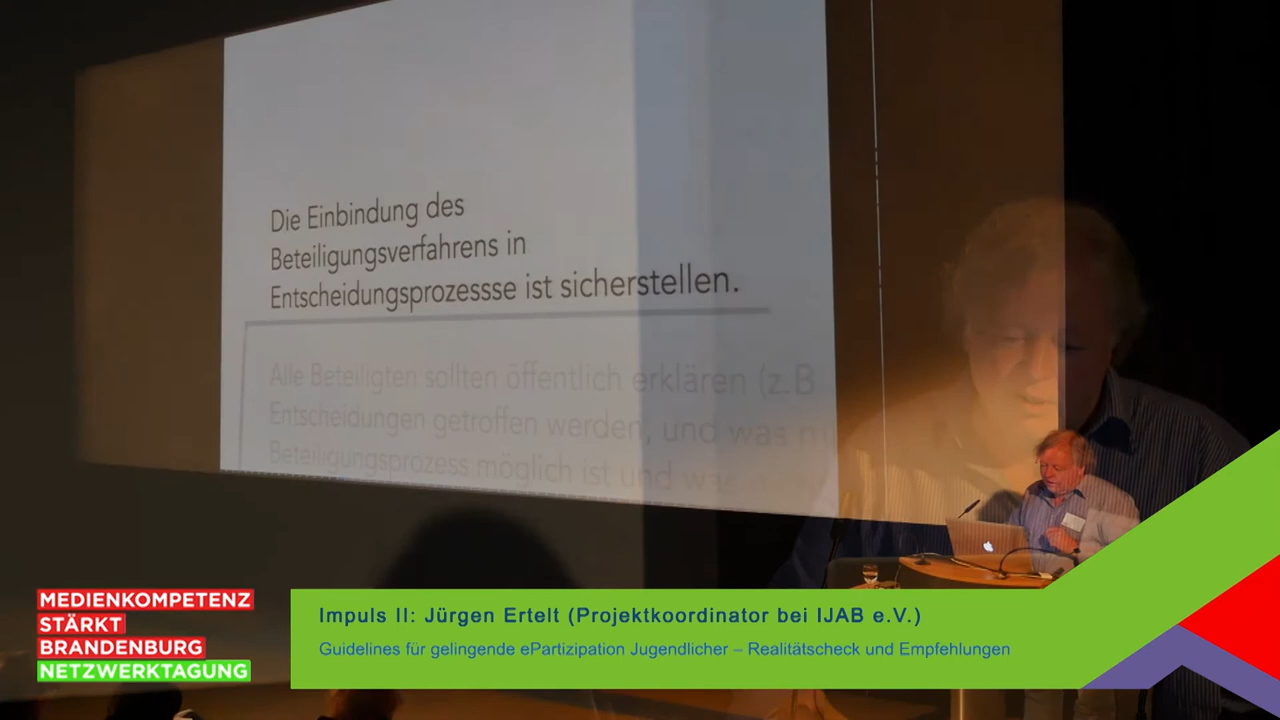 Die Einbindung des
Beteiligungsverfahrens in
Entscheidungsprozessse ist sicherstellen.
Alle Beteiligten sollten öffentlich erklären (z.B
Entscheidungen getroffen werden, und was
Beteiligungsprozess möglich ist und was
MEDIENKOMPETENZ
STÄRKT
BRANDENBURG
NETZWERKTAGUNG
Impuls II: Jürgen Ertelt (Projektkoordinator bei IJAB e.V.)
Guidelines für gelingende ePartizipation Jugendlicher – Realitätscheck und Empfehlungen